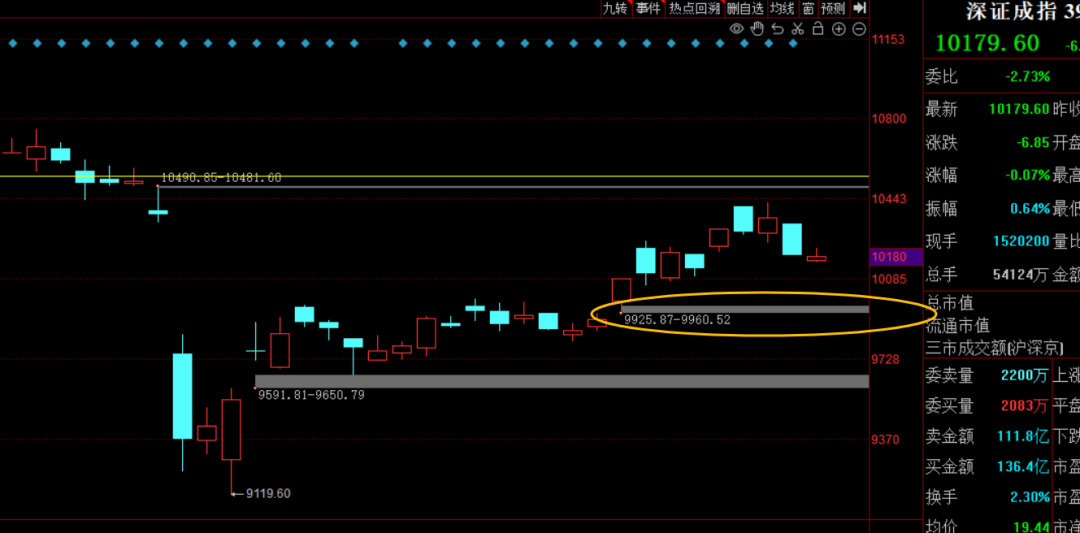 九转 事件 热点回溯 删自选 均线 窗 预测
深证成指 39
10179.60 -6.
委比 -2.73%
最新 10179.60 昨收
涨跌 -6.85 开盘
涨幅 -0.07% 最高
振幅 0.64% 最低
现手 1520200 量比
总手 54124万 金额
总市值
流通市值
三市成交额(沪深京)
委卖量 2200万 上涨
委买量 2083万 平盘
卖金额 111.8亿 下跌
买金额 136.4亿 市盈
换手 2.30% 市盈
均价 19.44 市净
11153
10800
10443
10180
10085
9728
9370
10490.85-10481.60
9925.87-9960.52
9591.81-9650.79
9119.60